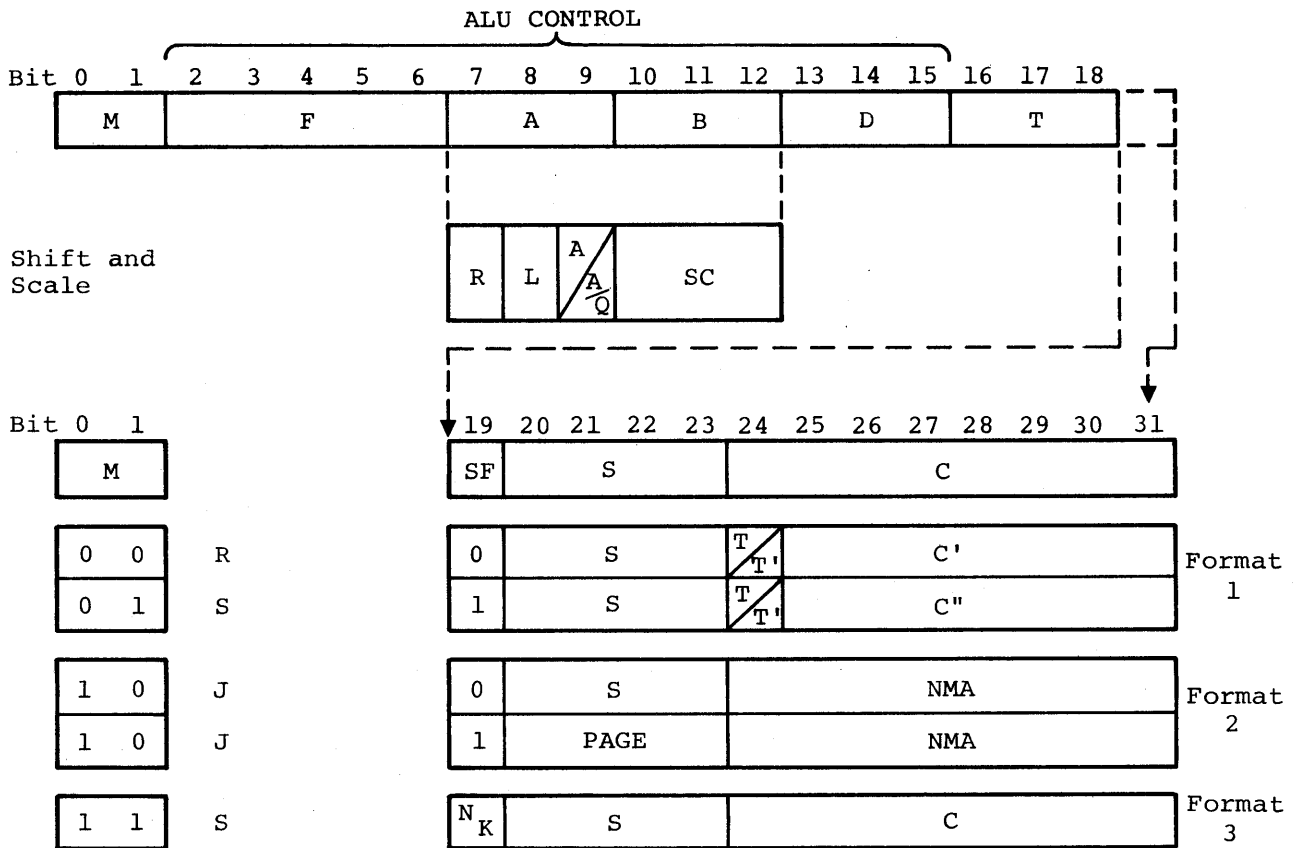 ALU CONTROL
Bit 0 1 2 3 4 5 6 7 8 9 10 11 12 13 14 15 16 17 18
M F A B D T
Shift and
Scale
R L A A/Q SC
Bit 0 1 19 20 21 22 23 24 25 26 27 28 29 30 31
M SF S C
0 0 R 0 S T T' C'
0 1 S 1 S T T' C"
Format
1
1 0 J 0 S NMA
1 0 J 1 PAGE NMA
Format
2
1 1 S N K S C
Format
3